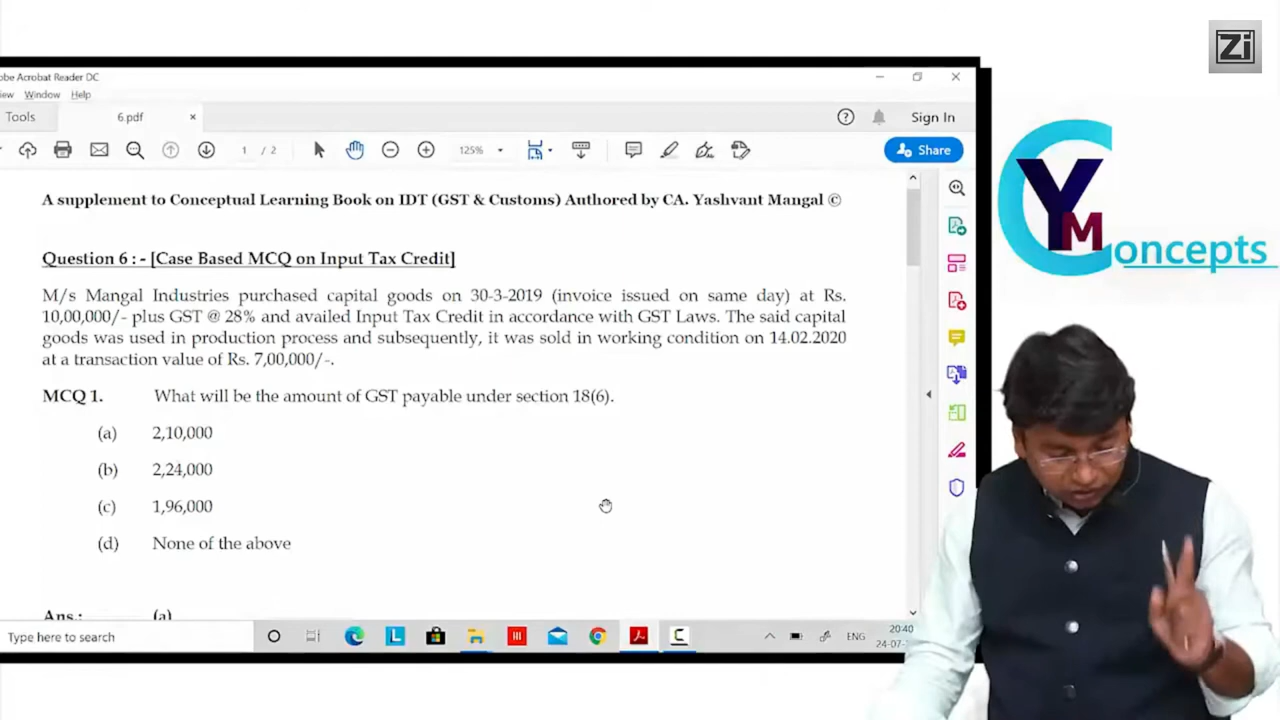 Zi
obe Acrobat Reader DC
iew Window Help
Tools 6.pdf × Sign In
1 / 2 125% Share
A supplement to Conceptual Learning Book on IDT (GST & Customs) Authored by CA. Yashvant Mangal ©
Question 6 : - [Case Based MCQ on Input Tax Credit]
M/s Mangal Industries purchased capital goods on 30-3-2019 (invoice issued on same day) at Rs.
10,00,000/- plus GST @ 28% and availed Input Tax Credit in accordance with GST Laws. The said capital
goods was used in production process and subsequently, it was sold in working condition on 14.02.2020
at a transaction value of Rs. 7,00,000/-.
MCQ 1. What will be the amount of GST payable under section 18(6).
(a) 2,10,000
(b) 2,24,000
(c) 1,96,000
(d) None of the above
Ans : (a)
Type here to search
L
ENG
20:40
24-07-
CYM
oncepts